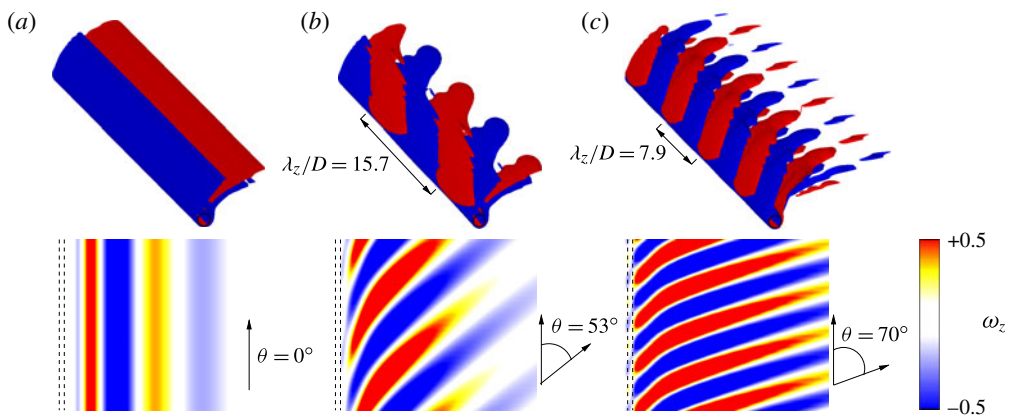 (a)
(b)
(c)
λz/D = 15.7
λz/D = 7.9
θ = 0°
θ = 53°
θ = 70°
+0.5
ωz
−0.5